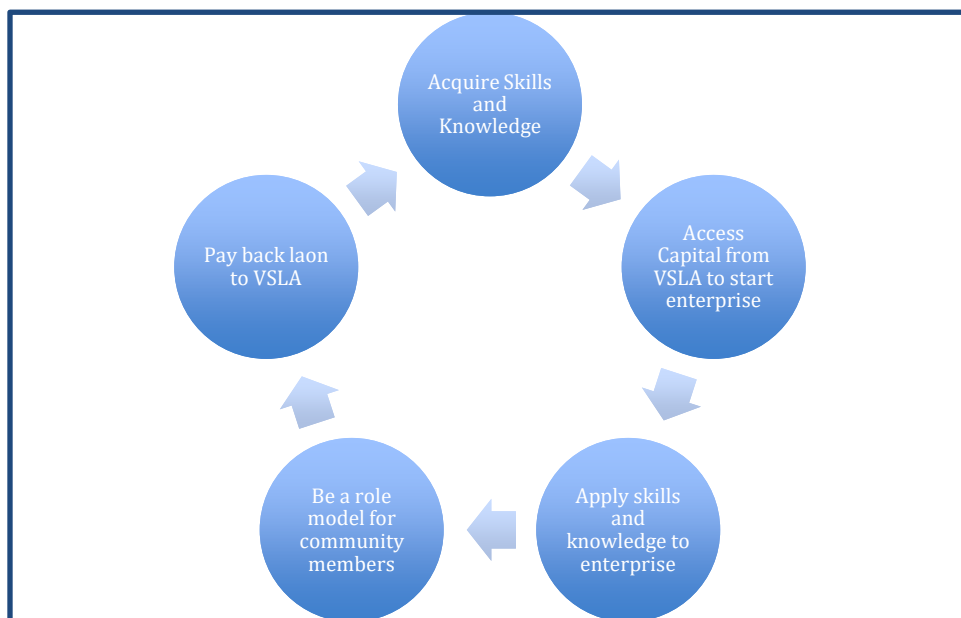 Acquire Skills
and
Knowledge
Access
Capital from
VSLA to start
enterprise
Apply skills
and
knowledge to
enterprise
Be a role
model for
community
members
Pay back laon
to VSLA